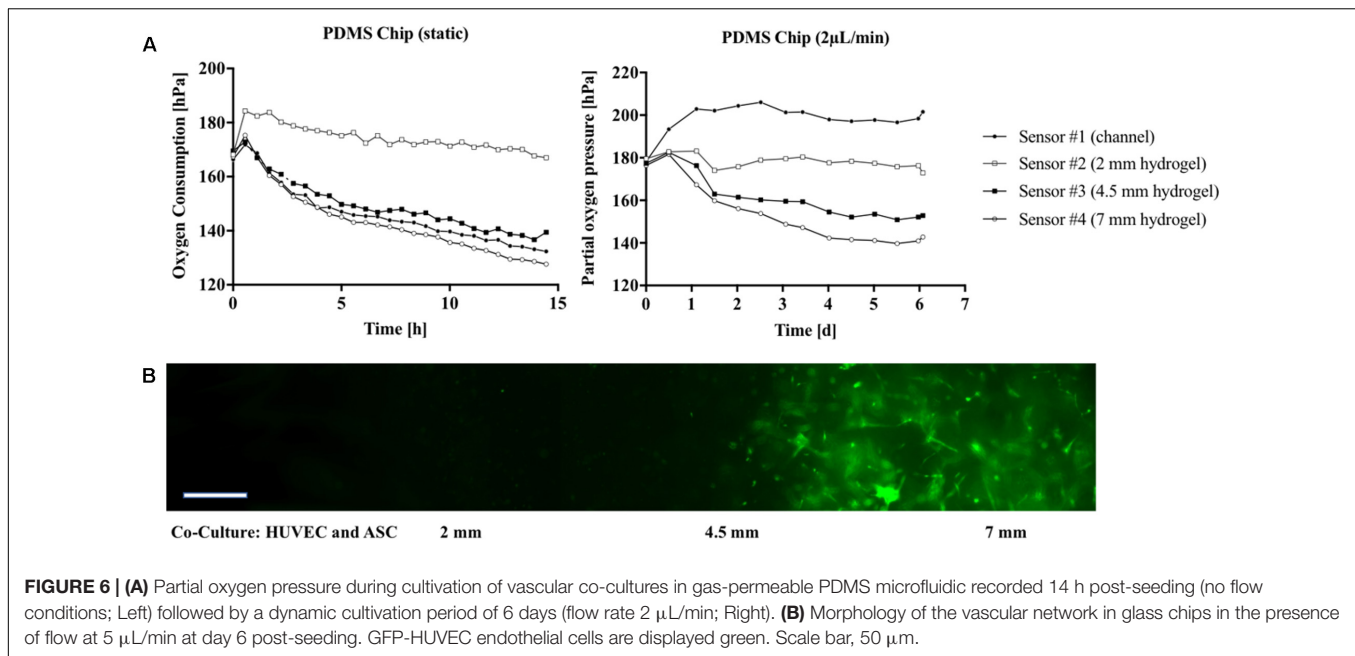 A
PDMS Chip (static)
Oxygen Consumption [hPa]
200
180
160
140
120
0
5
10
15
Time [h]
PDMS Chip (2μL/min)
Partial oxygen pressure [hPa]
220
200
180
160
140
120
0
1
2
3
4
5
6
7
Time [d]
Sensor #1 (channel)
Sensor #2 (2 mm hydrogel)
Sensor #3 (4.5 mm hydrogel)
Sensor #4 (7 mm hydrogel)
B
Co-Culture: HUVEC and ASC 2 mm 4.5 mm 7 mm
FIGURE 6 | (A) Partial oxygen pressure during cultivation of vascular co-cultures in gas-permeable PDMS microfluidic recorded 14 h post-seeding (no flow
conditions; Left) followed by a dynamic cultivation period of 6 days (flow rate 2 μL/min; Right). (B) Morphology of the vascular network in glass chips in the presence
of flow at 5 μL/min at day 6 post-seeding. GFP-HUVEC endothelial cells are displayed green. Scale bar, 50 μm.